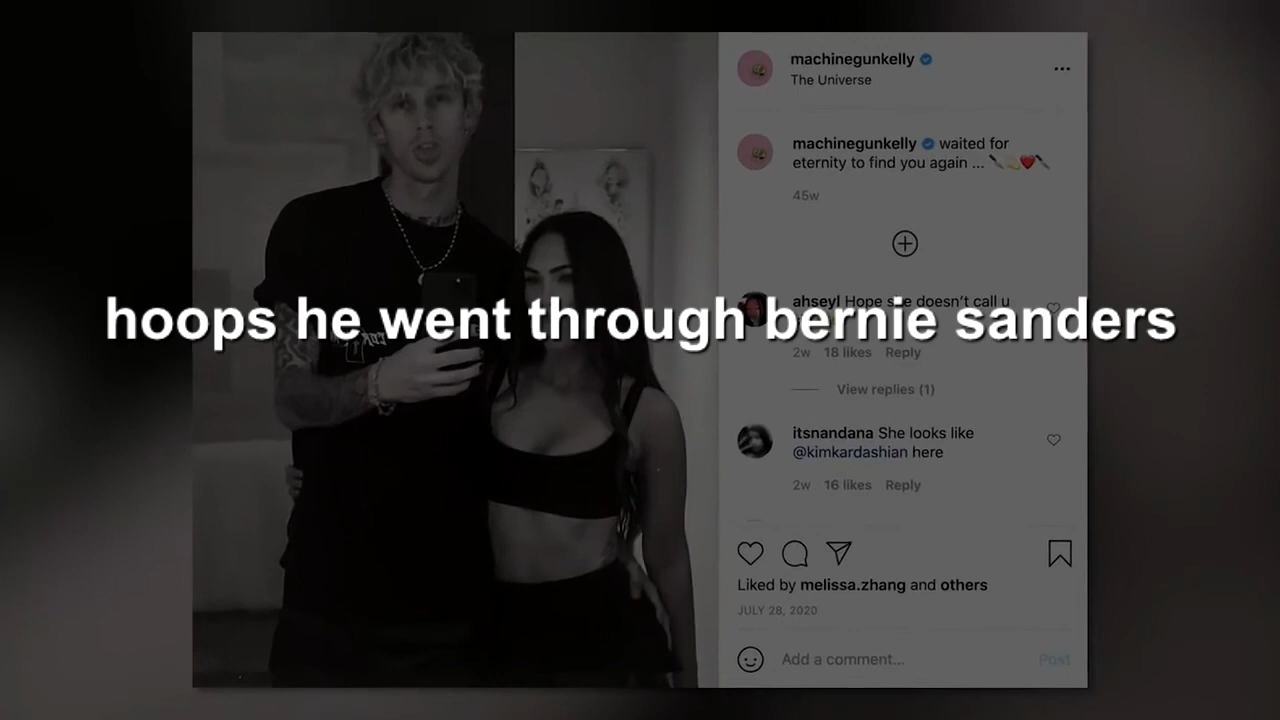 machinegunkelly
The Universe
machinegunkelly waited for
eternity to find you again ... 🔪💫❤️🔪
45w
hoops he went through bernie sanders
ahseyl Hope she doesn't call u
2w 18 likes Reply
View replies (1)
itsnandana She looks like
@kimkardashian here
2w 16 likes Reply
Liked by melissa.zhang and others
JULY 28, 2020
Add a comment... Post